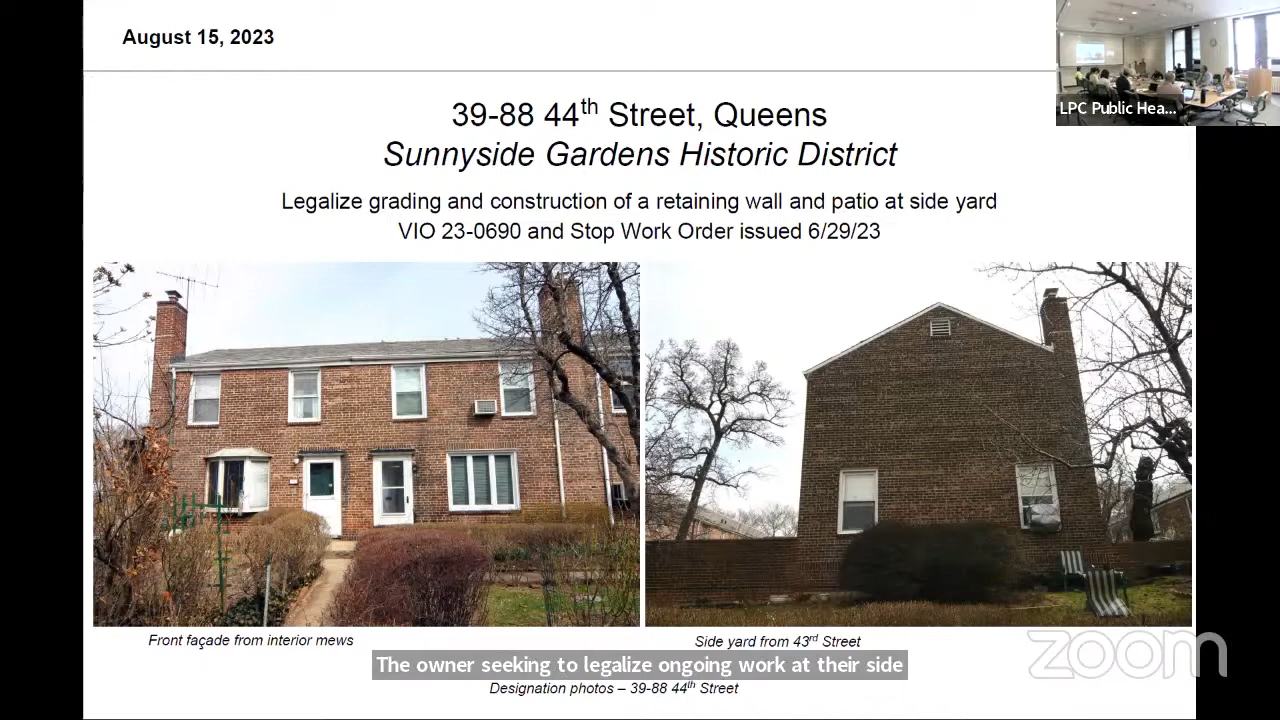 August 15, 2023
LPC Public Hea...
39-88 44th Street, Queens
Sunnyside Gardens Historic District
Legalize grading and construction of a retaining wall and patio at side yard
VIO 23-0690 and Stop Work Order issued 6/29/23
Front façade from interior mews
Side yard from 43rd Street
The owner seeking to legalize ongoing work at their side
Designation photos – 39-88 44th Street
zoom